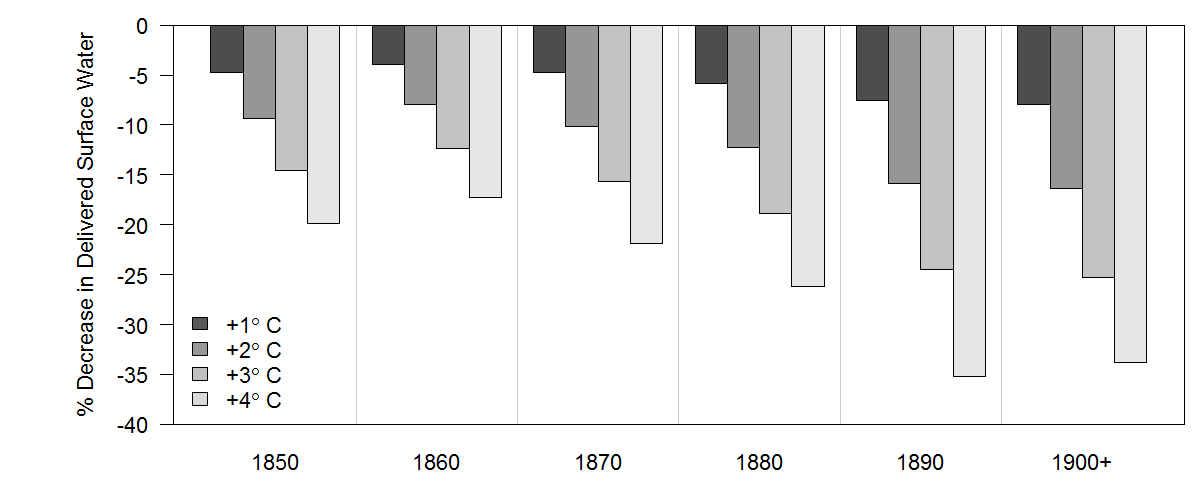 % Decrease in Delivered Surface Water
0
-5
-10
-15
-20
-25
-30
-35
-40
+1° C
+2° C
+3° C
+4° C
1850 1860 1870 1880 1890 1900+